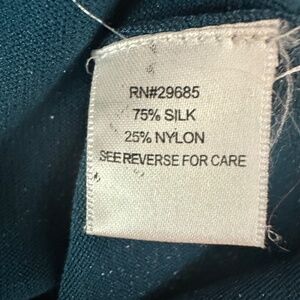 RN#29685
75% SILK
25% NYLON
SEE REVERSE FOR CARE